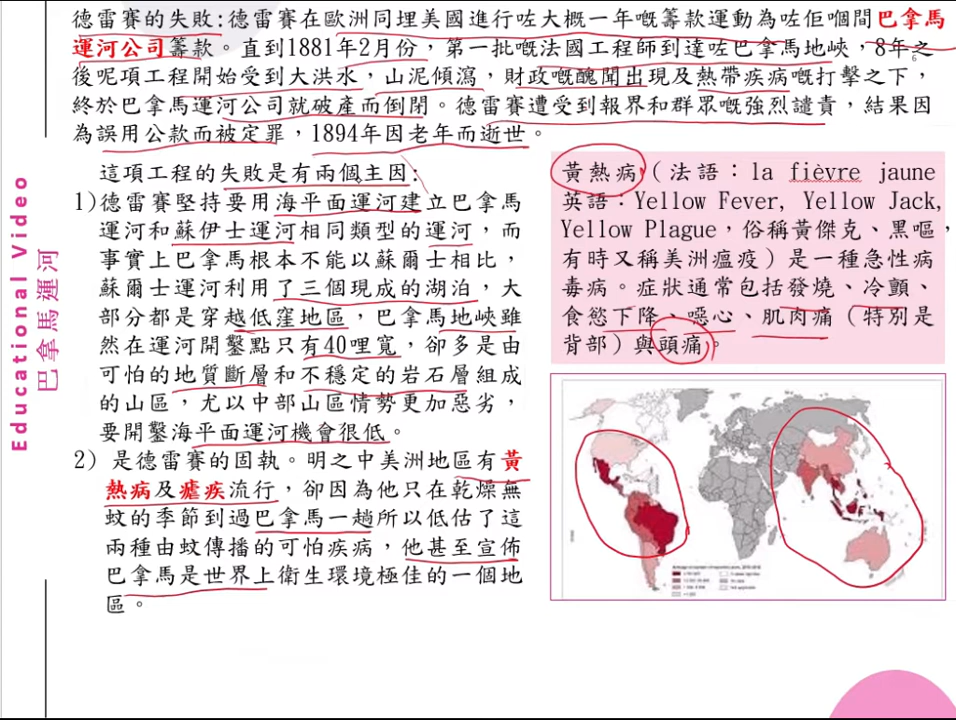 德雷賽的失敗:德雷賽在歐洲同埋美國進行咗大概一年嘅籌款運動為咗佢嗰間巴拿馬
運河公司籌款。直到1881年2月份，第一批嘅法國工程師到達咗巴拿馬地峽，8年之
後呢項工程開始受到大洪水，山泥傾瀉，財政嘅醜聞出現及熱帶疾病嘅打擊之下，
終於巴拿馬運河公司就破產而倒閉。德雷賽遭受到報界和群眾嘅強烈譴責，結果因
為誤用公款而被定罪，1894年因老年而逝世。
這項工程的失敗是有兩個主因:
1)德雷賽堅持要用海平面運河建立巴拿馬
運河和蘇伊士運河相同類型的運河，而
事實上巴拿馬根本不能以蘇爾士相比，
蘇爾士運河利用了三個現成的湖泊，大
部分都是穿越低窪地區，巴拿馬地峽雖
然在運河開鑿點只有40哩寬，卻多是由
可怕的地質斷層和不穩定的岩石層組成
的山區，尤以中部山區情勢更加惡劣，
要開鑿海平面運河機會很低。
2) 是德雷賽的固執。明之中美洲地區有黃
熱病及瘧疾流行，卻因為他只在乾燥無
蚊的季節到過巴拿馬一趟所以低估了這
兩種由蚊傳播的可怕疾病，他甚至宣佈
巴拿馬是世界上衛生環境極佳的一個地
區。
黃熱病（法語：la fièvre jaune
英語：Yellow Fever, Yellow Jack,
Yellow Plague，俗稱黃傑克、黑嘔，
有時又稱美洲瘟疫）是一種急性病
毒病。症狀通常包括發燒、冷顫、
食慾下降、噁心、肌肉痛（特別是
背部）與頭痛。
Educational Video
巴拿馬運河